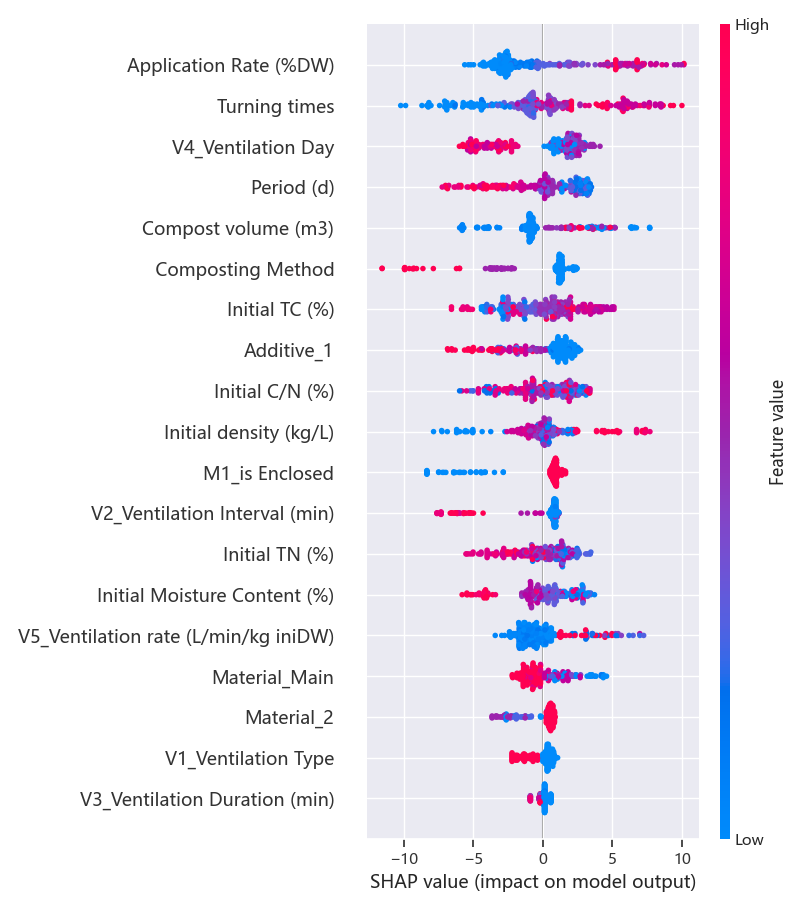 High
Application Rate (%DW)
Turning times
V4_Ventilation Day
Period (d)
Compost volume (m3)
Composting Method
Initial TC (%)
Additive_1
Initial C/N (%)
Initial density (kg/L)
M1_is Enclosed
V2_Ventilation Interval (min)
Initial TN (%)
Initial Moisture Content (%)
V5_Ventilation rate (L/min/kg iniDW)
Material_Main
Material_2
V1_Ventilation Type
V3_Ventilation Duration (min)
Feature value
Low
−10 −5 0 5 10
SHAP value (impact on model output)